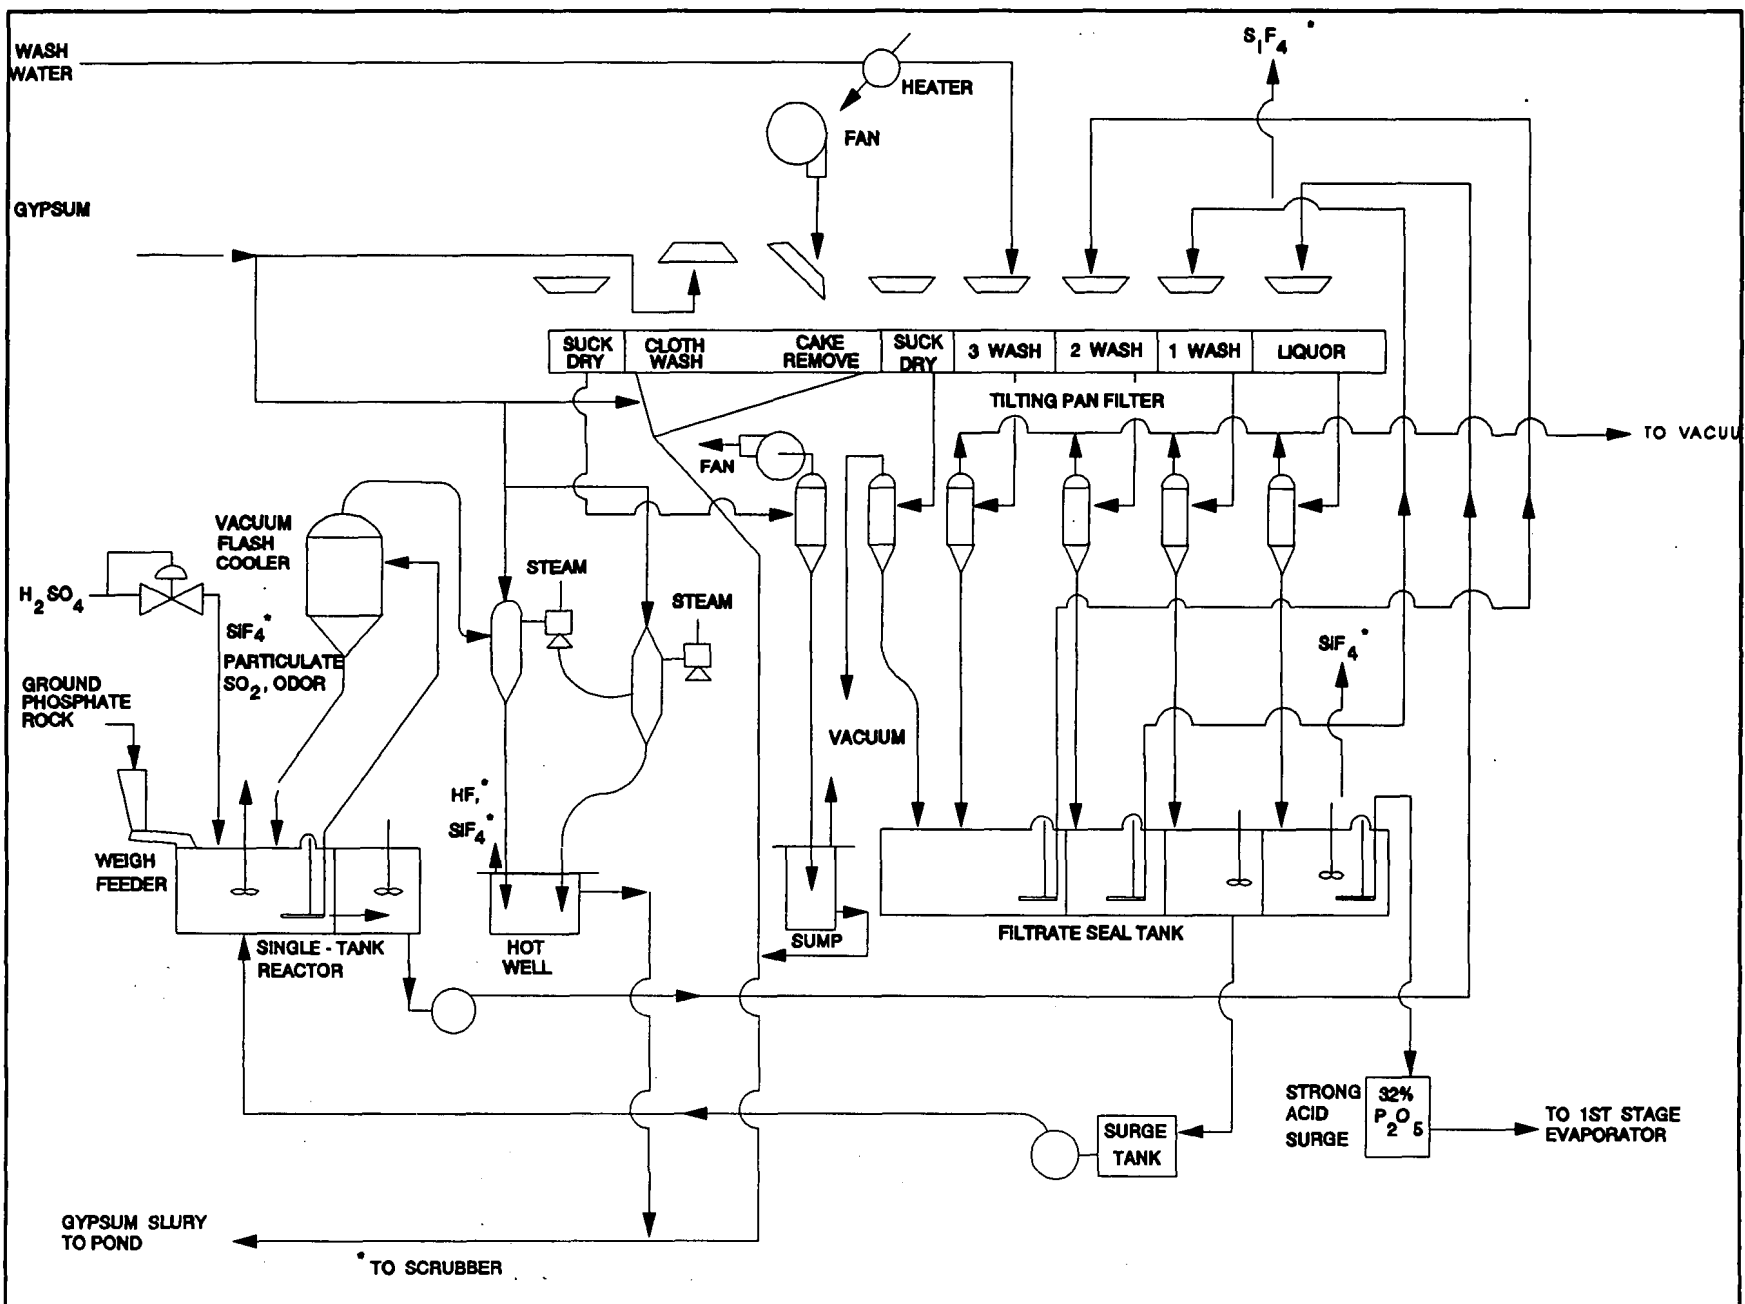 WASH
WATER
HEATER
FAN
SIF4 *
GYPSUM
SUCK
DRY
CLOTH
WASH
CAKE
REMOVE
SUCK
DRY
3 WASH
2 WASH
1 WASH
LIQUOR
TILTING PAN FILTER
TO VACUU
FAN
VACUUM
FLASH
COOLER
STEAM
STEAM
H2SO4
SIF4 *
PARTICULATE
SO2, ODOR
SIF4 *
GROUND
PHOSPHATE
ROCK
VACUUM
HF, *
SIF4 *
WEIGH
FEEDER
SINGLE - TANK
REACTOR
HOT
WELL
SUMP
FILTRATE SEAL TANK
STRONG
ACID
SURGE
32%
P2O5
TO 1ST STAGE
EVAPORATOR
SURGE
TANK
GYPSUM SLURY
TO POND
* TO SCRUBBER